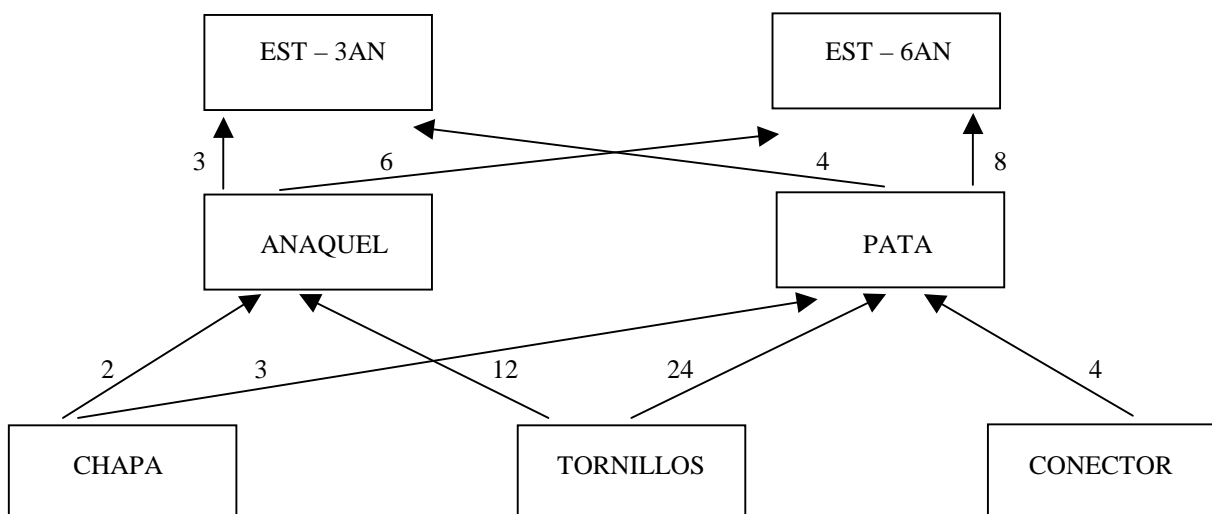 EST – 3AN
EST – 6AN
3
6
4
8
ANAQUEL
PATA
2
3
12
24
4
CHAPA
TORNILLOS
CONECTOR